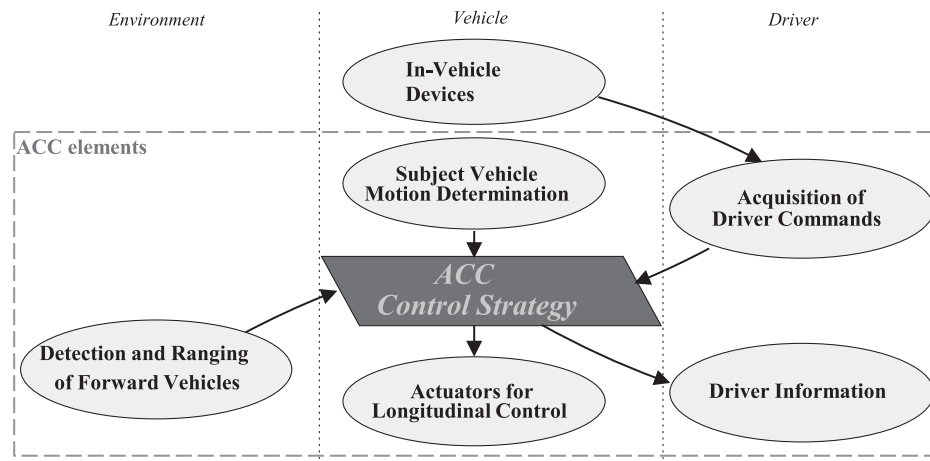 Environment
Vehicle
Driver
In-Vehicle
Devices
ACC elements
Subject Vehicle
Motion Determination
Acquisition of
Driver Commands
ACC
Control Strategy
Detection and Ranging
of Forward Vehicles
Actuators for
Longitudinal Control
Driver Information